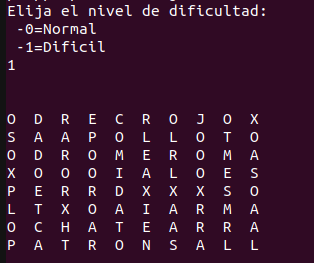 Elija el nivel de dificultad:
-0=Normal
-1=Dificil
1
O D R E C R O J O X
S A A P O L L O T O
O D R O M E R O M A
X O O O I A L O E S
P E R R D X X X S O
L T X O A I A R M A
O C H A T E A R R A
P A T R O N S A L L